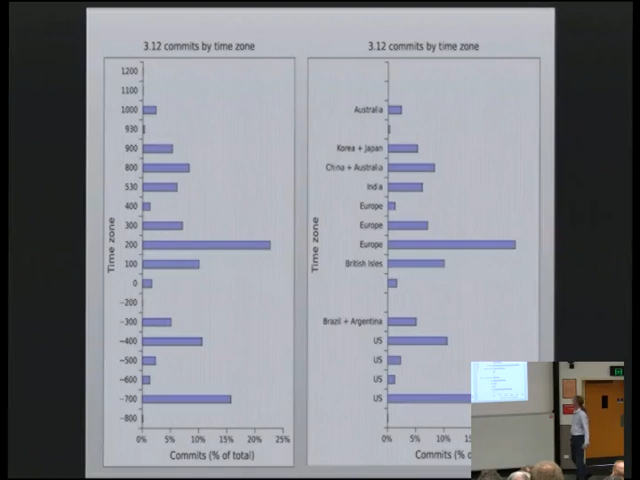 3.12 commits by time zone
1200
1100
1000
930
900
800
530
400
300
200
100
0
−200
−300
−400
−500
−600
−700
−800
Time zone
0% 5% 10% 15% 20% 25%
Commits (% of total)
3.12 commits by time zone
Australia
Korea + Japan
China + Australia
India
Europe
Europe
Europe
British Isles
Brazil + Argentina
US
US
US
US
Time zone
0% 5% 10%
Commits (%